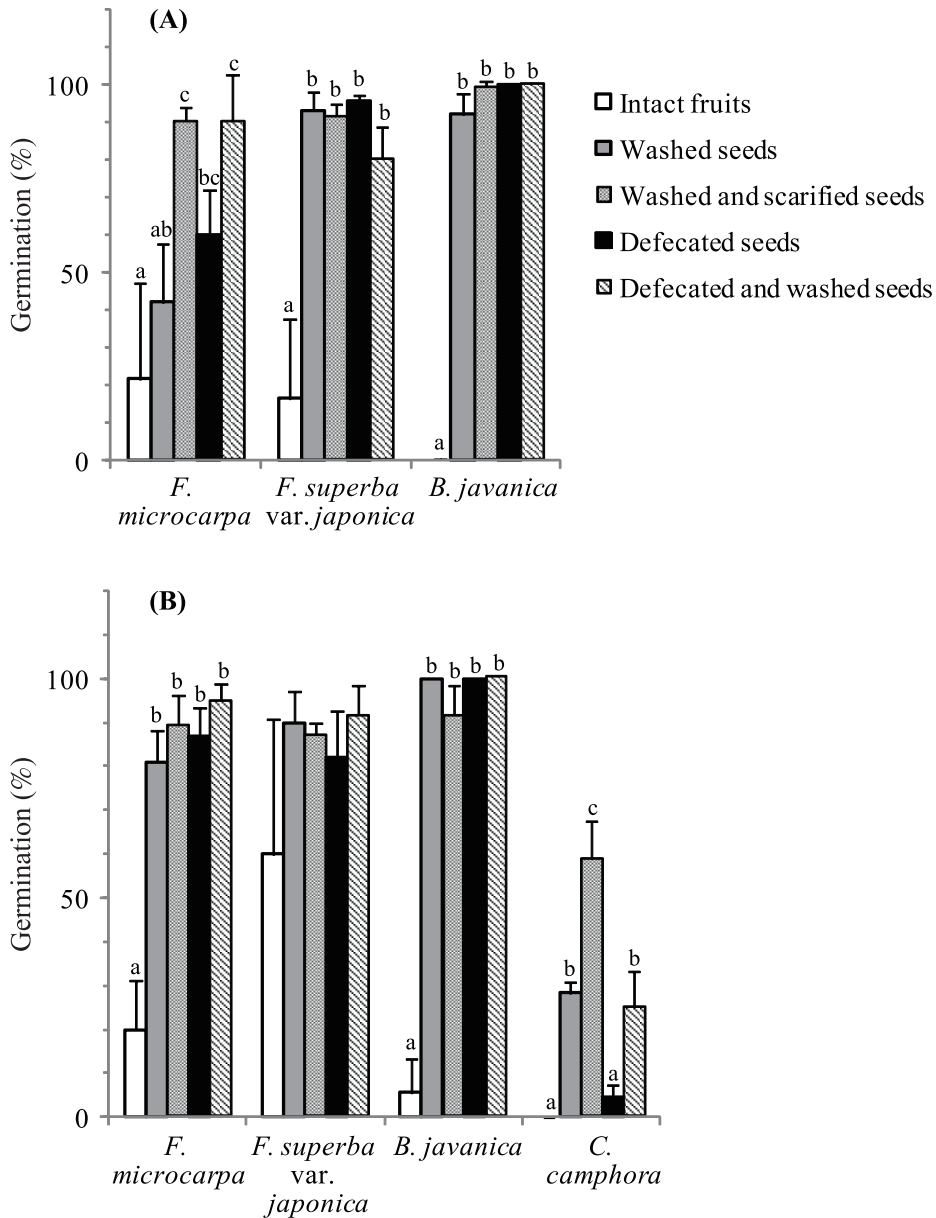 (A)
Germination (%)
100
50
0
a
ab
c
bc
c
a
b
b
b
b
a
b
b
b
b
F.
microcarpa
F. superba
var. japonica
B. javanica
Intact fruits
Washed seeds
Washed and scarified seeds
Defecated seeds
Defecated and washed seeds
(B)
Germination (%)
100
50
0
a
b
b
b
b
a
b
b
b
b
a
b
c
a
b
F.
microcarpa
F. superba
var.
japonica
B. javanica
C.
camphora